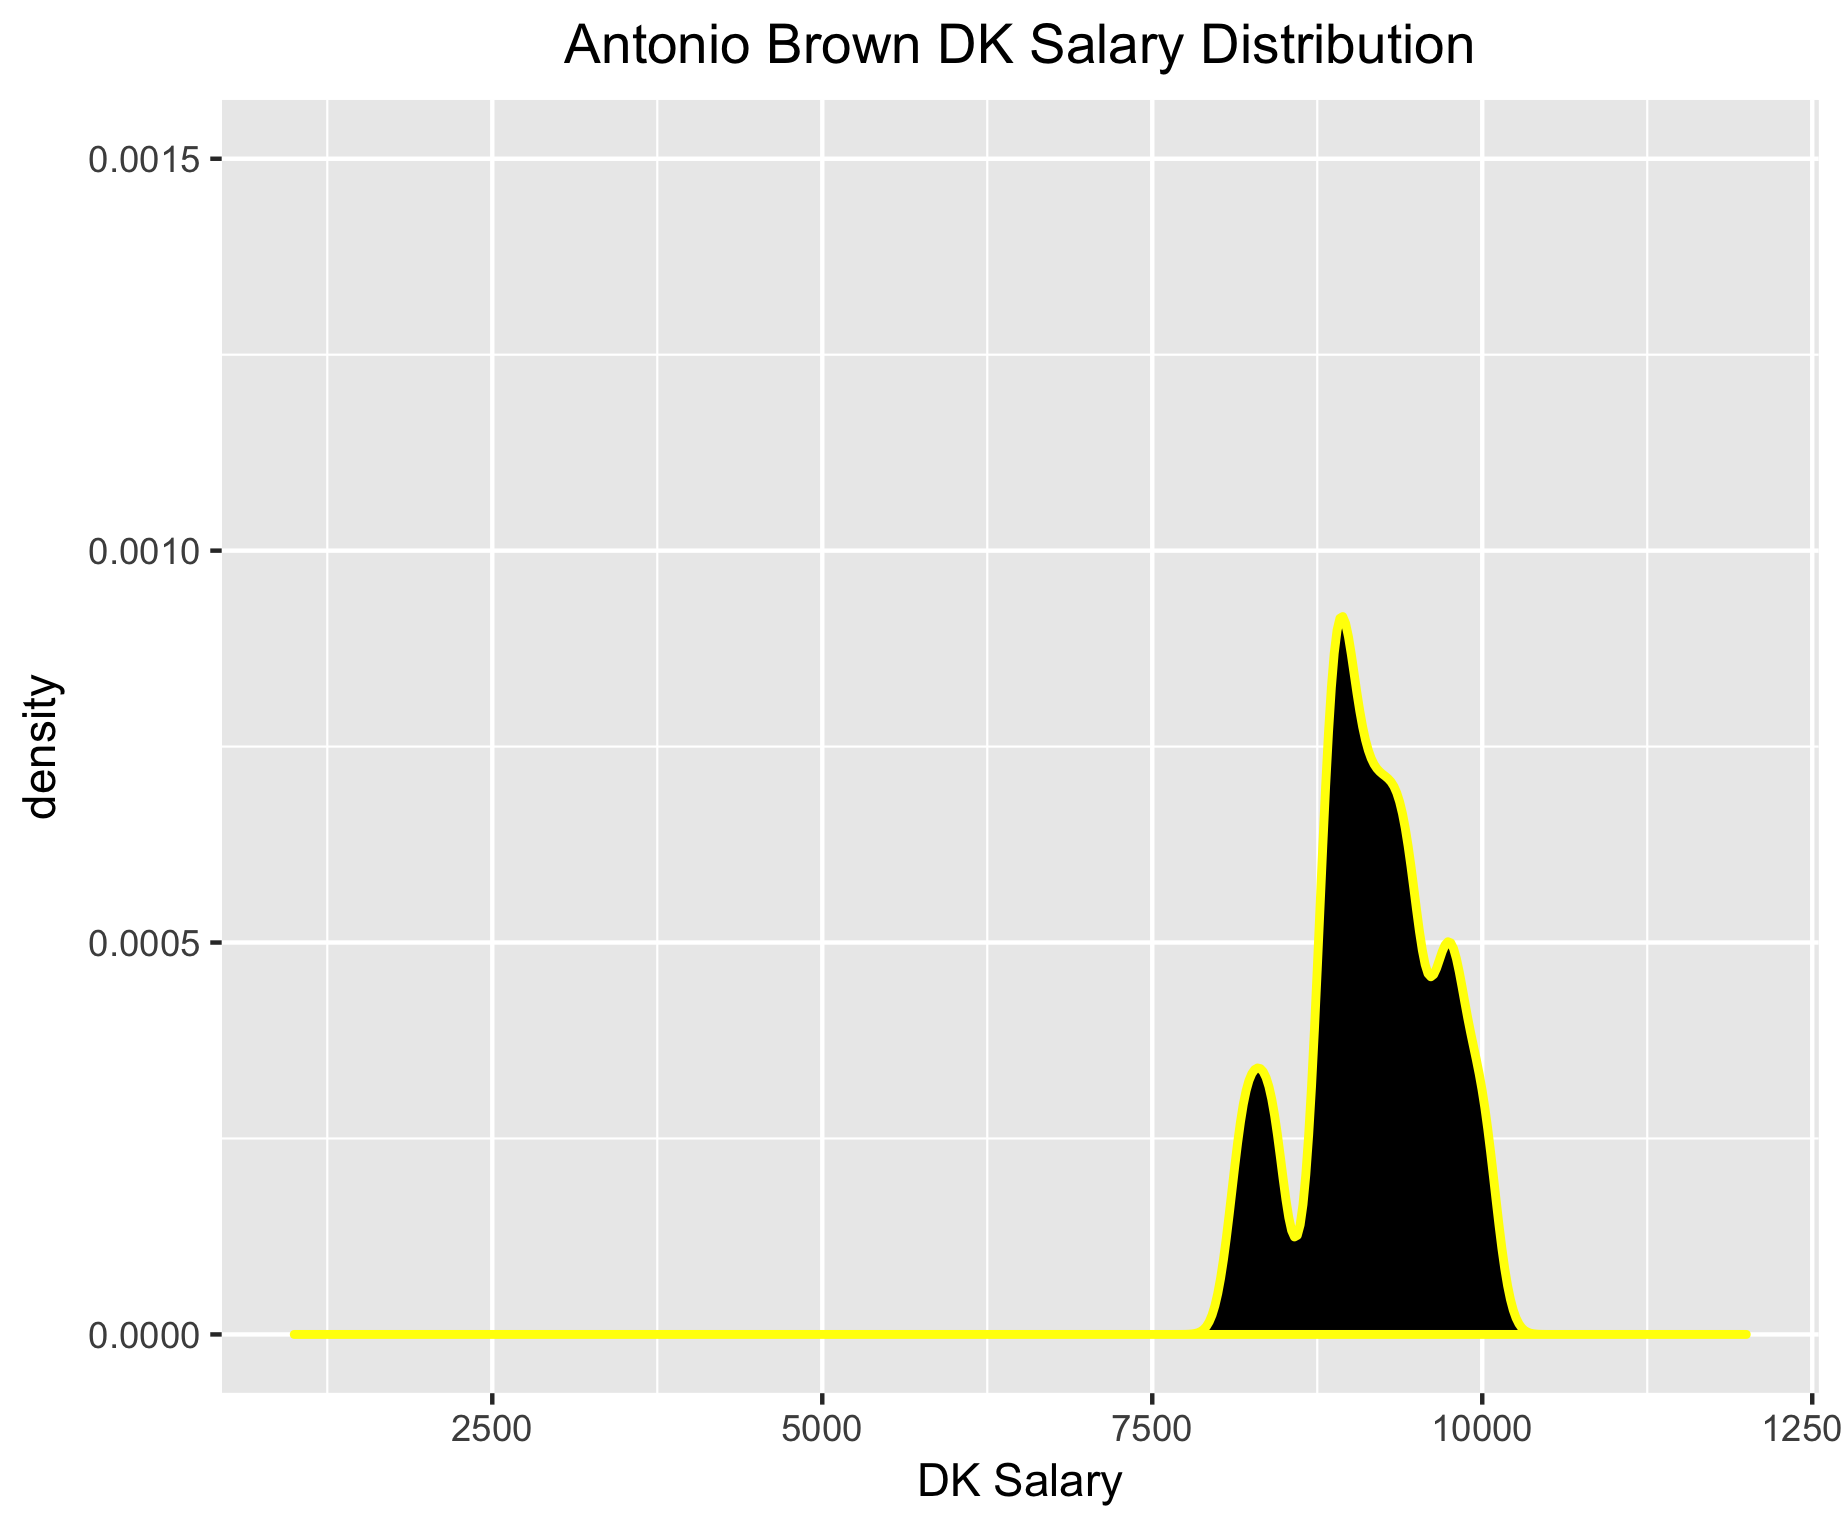 Antonio Brown DK Salary Distribution
0.0015
0.0010
0.0005
0.0000
density
2500 5000 7500 10000 1250
DK Salary